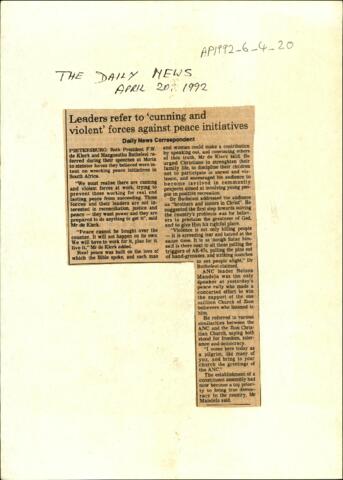 AP1992-6-4-20
THE DAILY NEWS
APRIL 20, 1992
Leaders refer to 'cunning and
violent' forces against peace initiatives
Daily News Correspondent
PIETERSBURG: Both President F W
de Klerk and Mangosuthu Buthelezi re-
ferred during their speeches at Moria
to sinister forces they believed were in-
tent on wrecking peace initiatives in
South Africa.
"We must realise there are cunning
and violent forces at work, trying to
prevent those working for real and
lasting peace from succeeding. These
forces and their leaders are not in-
terested in reconciliation, justice and
peace — they want power and they are
prepared to do anything to get it", said
Mr de Klerk.
"Peace cannot be bought over the
counter. It will not happen on its own.
We will have to work for it, plan for it,
live it," Mr de Klerk added.
Real peace was built on the love of
which the Bible spoke, and each man
and woman could make a contribution
by speaking out, and convincing others
of this truth, Mr de Klerk said. He
urged Christians to strengthen their
family life, to discipline their children
not to participate in unrest and vio-
lence, and encouraged his audience to
become involved in community
projects aimed at involving young peo-
ple in positive recreation.
Dr Buthelezi addressed his audience
as "brothers and sisters in Christ". He
suggested the first step towards solving
the country's problems was to
proclaim the greatness of God,
and to give Him his rightful place.
"Violence is not only killing people
— it is arresting me and tainted at the
same time. It is as though Satan him-
self is there next to all these pulling the
triggers of AK-47s, pulling the pins out
of hand-grenades, and striking matches
to set people alight," Dr
Buthelezi claimed.
ANC leader Nelson
Mandela was the only
speaker at yesterday's
peace rally who made a
concerted effort to win
the support of the one
million Church of Zion
believers who listened to
him.
He referred to various
similarities between the
ANC and the Zion Chris-
tian Church, saying both
stood for freedom, toler-
ance and democracy.
"I come here today as
a pilgrim, like many of
you, and bring to your
church the greetings of
the ANC."
The establishment of a
constituent assembly had
now become a top priority
to bring true democ-
racy to the country, Mr
Mandela said.